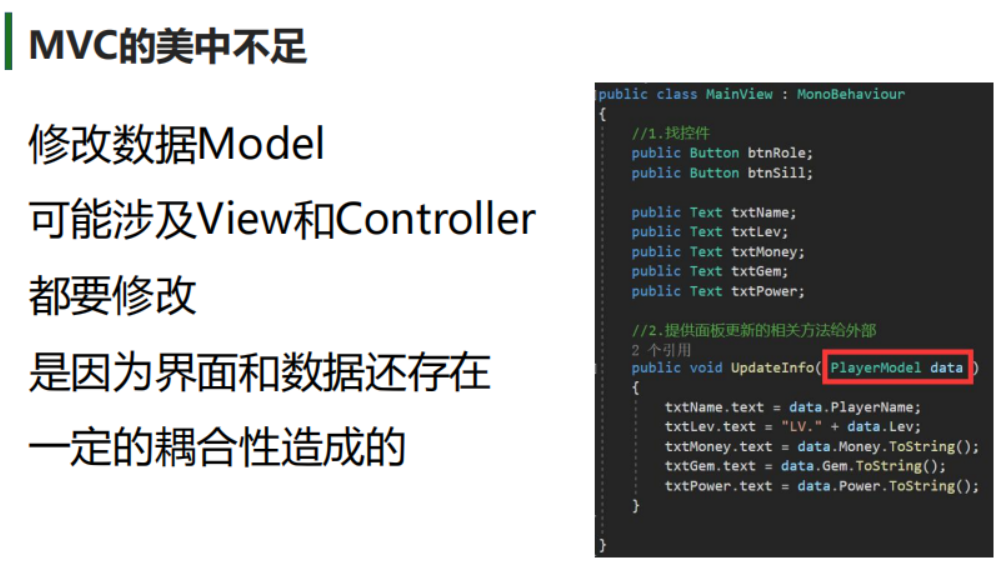 MVC的美中不足
修改数据Model
可能涉及View和Controller
都要修改
是因为界面和数据还存在
一定的耦合性造成的
public class MainView : MonoBehaviour
{
//1.找控件
public Button btnRole;
public Button btnSill;
public Text txtName;
public Text txtLev;
public Text txtMoney;
public Text txtGem;
public Text txtPower;
//2.提供面板更新的相关方法给外部
2 个引用
public void UpdateInfo( PlayerModel data )
{
txtName.text = data.PlayerName;
txtLev.text = "LV." + data.Lev;
txtMoney.text = data.Money.ToString();
txtGem.text = data.Gem.ToString();
txtPower.text = data.Power.ToString();
}
}